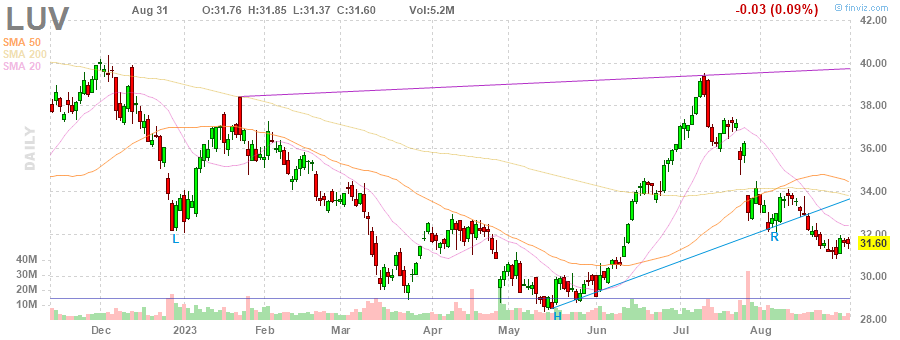 LUV Aug 31 O:31.76 H:31.85 L:31.37 C:31.60 Vol:5.2M -0.03 (0.09%) © finviz.com
SMA 50
SMA 200
SMA 20
DAILY
42.00
40.00
38.00
36.00
34.00
32.00
31.60
30.00
28.00
40M
30M
20M
10M
L
R
H
Dec 2023 Feb Mar Apr May Jun Jul Aug